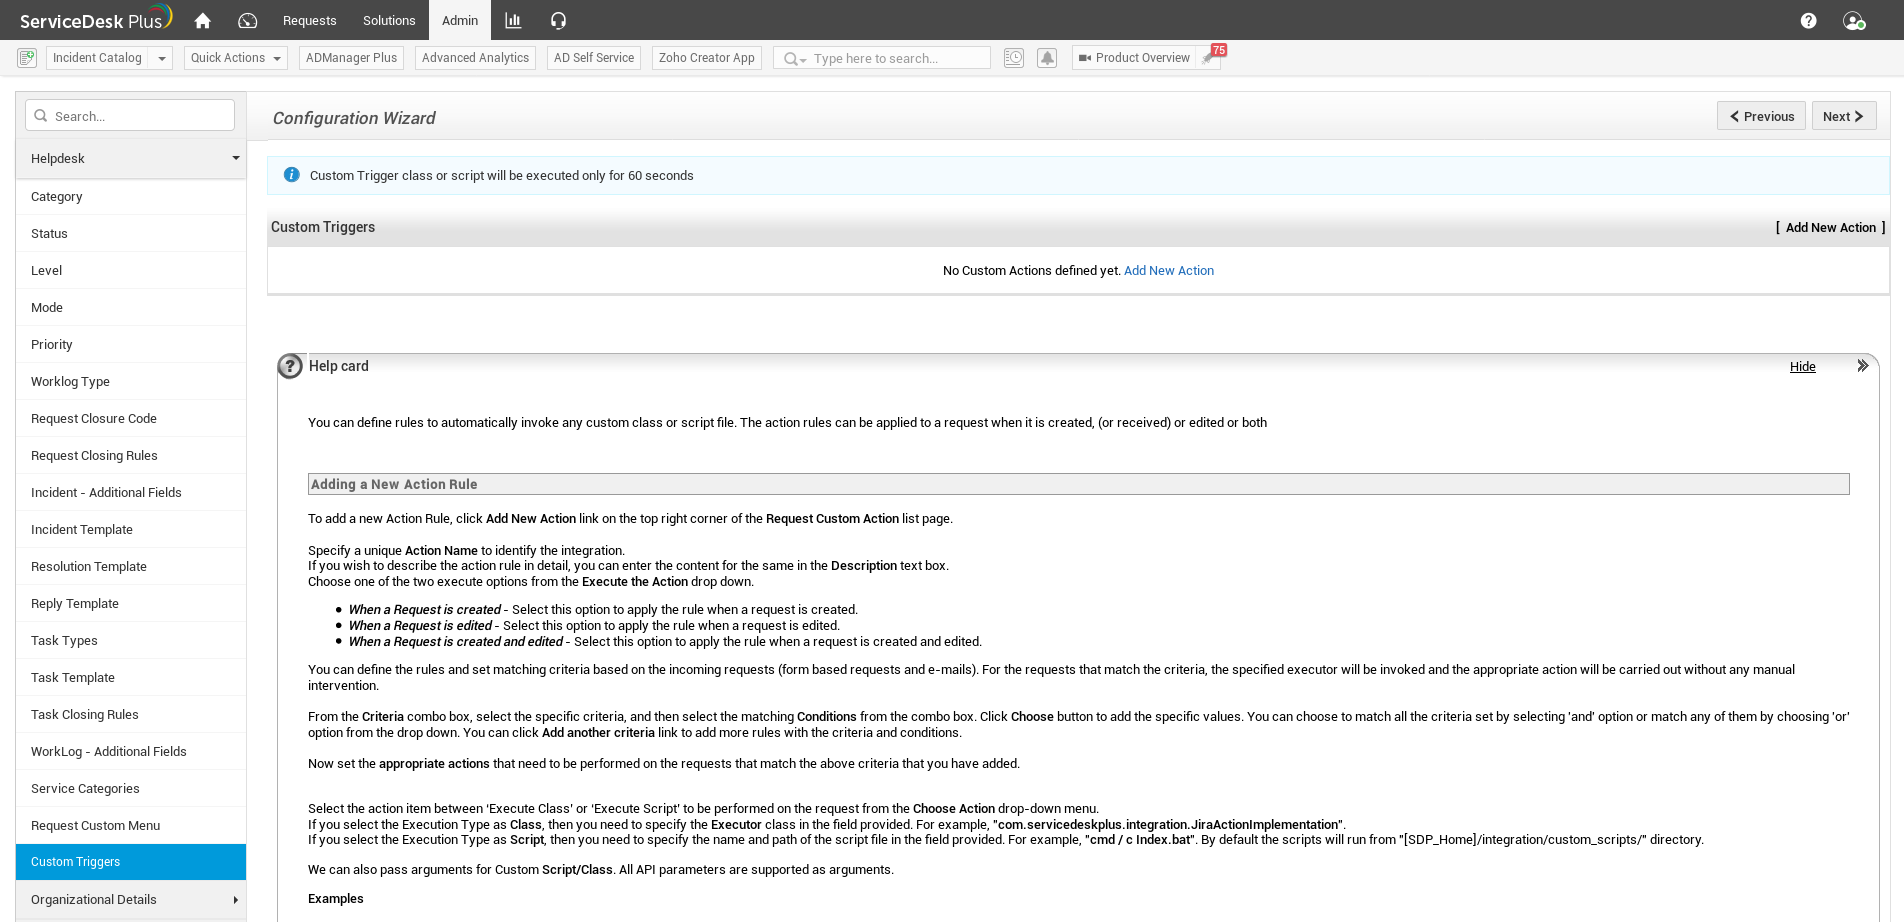 ServiceDesk Plus Requests Solutions Admin
Incident Catalog Quick Actions ADManager Plus Advanced Analytics AD Self Service Zoho Creator App Type here to search... Product Overview 75
Search...
Helpdesk
Category
Status
Level
Mode
Priority
Worklog Type
Request Closure Code
Request Closing Rules
Incident - Additional Fields
Incident Template
Resolution Template
Reply Template
Task Types
Task Template
Task Closing Rules
WorkLog - Additional Fields
Service Categories
Request Custom Menu
Custom Triggers
Organizational Details
Configuration Wizard
Previous Next
Custom Trigger class or script will be executed only for 60 seconds
Custom Triggers [ Add New Action ]
No Custom Actions defined yet. Add New Action
Help card Hide
You can define rules to automatically invoke any custom class or script file. The action rules can be applied to a request when it is created, (or received) or edited or both
Adding a New Action Rule
To add a new Action Rule, click Add New Action link on the top right corner of the Request Custom Action list page.
Specify a unique Action Name to identify the integration.
If you wish to describe the action rule in detail, you can enter the content for the same in the Description text box.
Choose one of the two execute options from the Execute the Action drop down.
• When a Request is created - Select this option to apply the rule when a request is created.
• When a Request is edited - Select this option to apply the rule when a request is edited.
• When a Request is created and edited - Select this option to apply the rule when a request is created and edited.
You can define the rules and set matching criteria based on the incoming requests (form based requests and e-mails). For the requests that match the criteria, the specified executor will be invoked and the appropriate action will be carried out without any manual
intervention.
From the Criteria combo box, select the specific criteria, and then select the matching Conditions from the combo box. Click Choose button to add the specific values. You can choose to match all the criteria set by selecting 'and' option or match any of them by choosing 'or'
option from the drop down. You can click Add another criteria link to add more rules with the criteria and conditions.
Now set the appropriate actions that need to be performed on the requests that match the above criteria that you have added.
Select the action item between ‘Execute Class’ or ‘Execute Script’ to be performed on the request from the Choose Action drop-down menu.
If you select the Execution Type as Class, then you need to specify the Executor class in the field provided. For example, "com.servicedeskplus.integration.JiraActionImplementation".
If you select the Execution Type as Script, then you need to specify the name and path of the script file in the field provided. For example, "cmd / c Index.bat". By default the scripts will run from "[SDP_Home]/integration/custom_scripts/" directory.
We can also pass arguments for Custom Script/Class. All API parameters are supported as arguments.
Examples